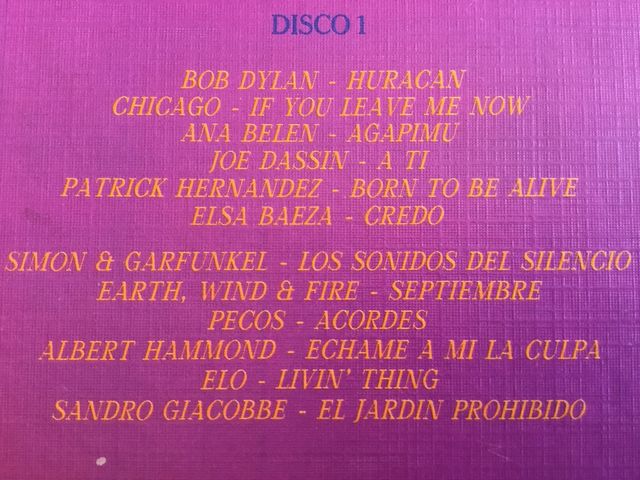 DISCO 1
BOB DYLAN - HURACAN
CHICAGO - IF YOU LEAVE ME NOW
ANA BELEN - AGAPIMU
JOE DASSIN - A TI
PATRICK HERNANDEZ - BORN TO BE ALIVE
ELSA BAEZA - CREDO
SIMON & GARFUNKEL - LOS SONIDOS DEL SILENCIO
EARTH, WIND & FIRE - SEPTIEMBRE
PECOS - ACORDES
ALBERT HAMMOND - ECHAME A MI LA CULPA
ELO - LIVIN' THING
SANDRO GIACOBBE - EL JARDIN PROHIBIDO